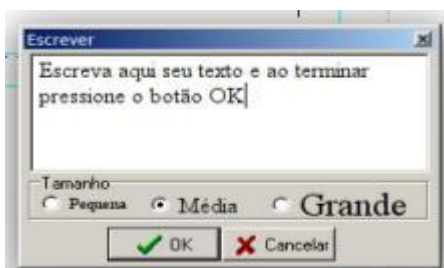 Escrever
Escreva aqui seu texto e ao terminar
pressione o botão OK
Tamanho
Pequena Média Grande
OK Cancelar